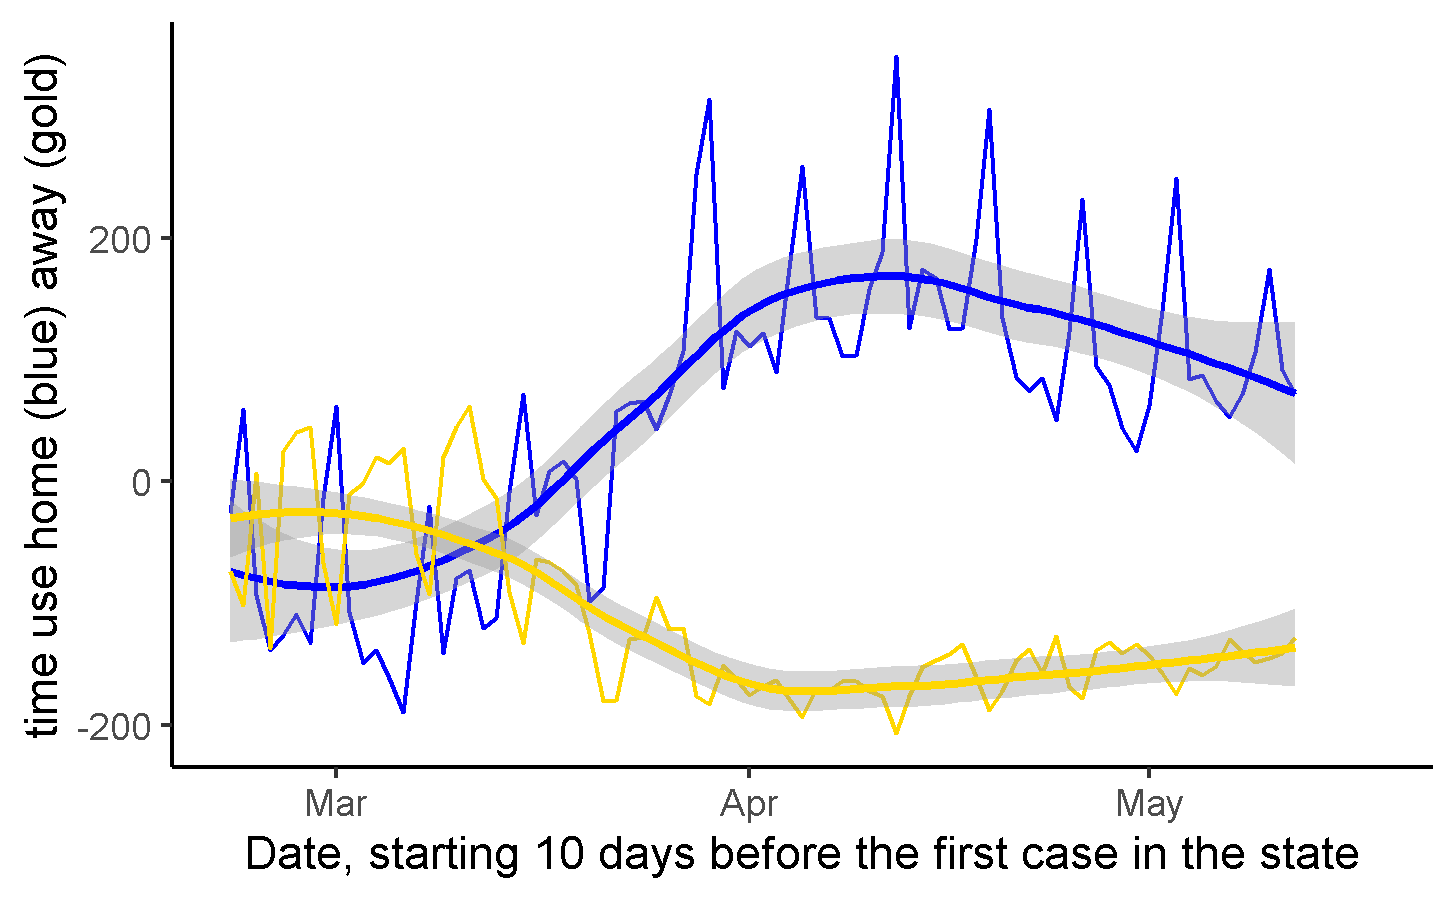 time use home (blue) away (gold)
200
0
-200
Mar
Apr
May
Date, starting 10 days before the first case in the state